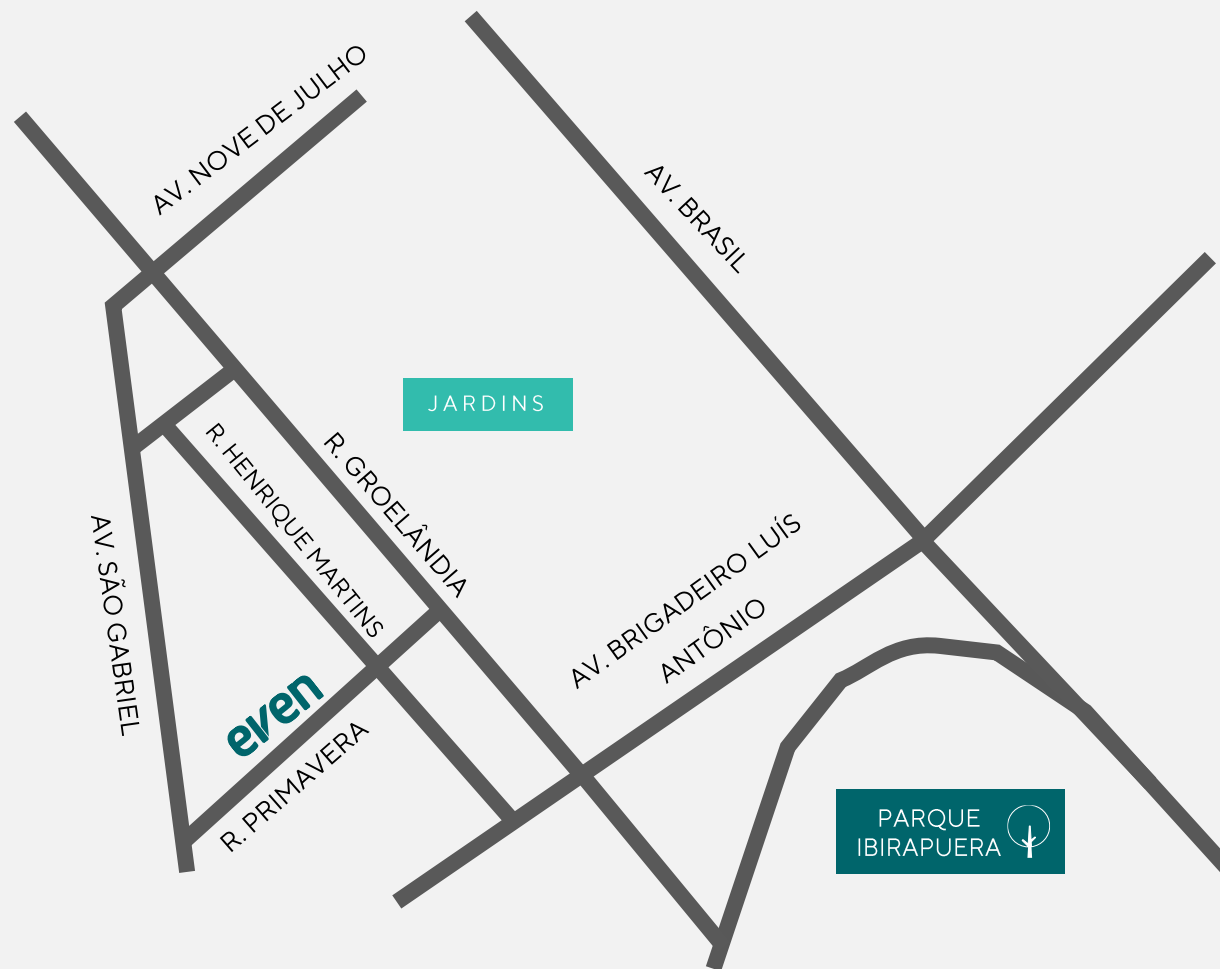 AV. NOVE DE JULHO
AV. BRASIL
JARDINS
R. HENRIQUE MARTINS
R. GROELÂNDIA
AV. SÃO GABRIEL
AV. BRIGADEIRO LUÍS
ANTÔNIO
even
R. PRIMAVERA
PARQUE
IBIRAPUERA